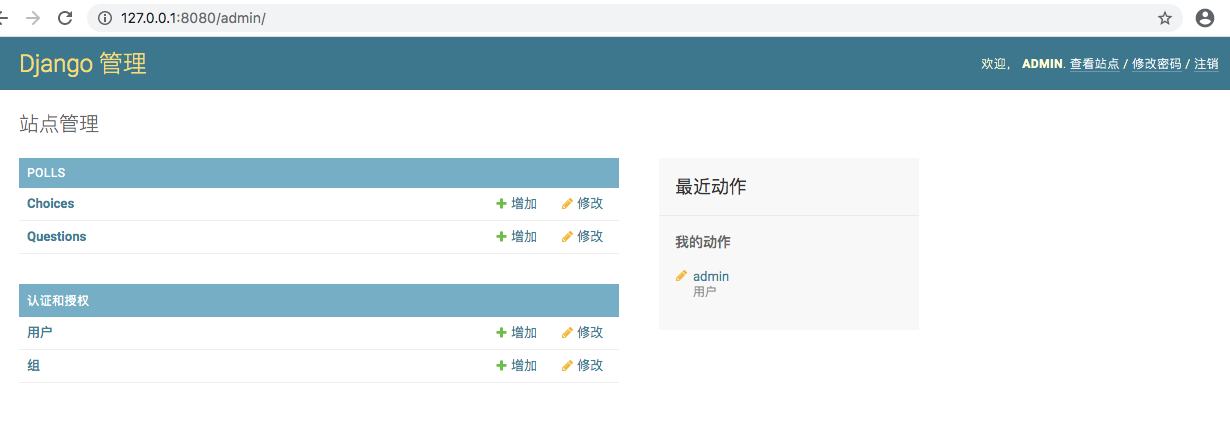 127.0.0.1:8080/admin/
Django 管理
欢迎， ADMIN. 查看站点 / 修改密码 / 注销
站点管理
POLLS
Choices 增加 修改
Questions 增加 修改
认证和授权
用户 增加 修改
组 增加 修改
最近动作
我的动作
admin
用户